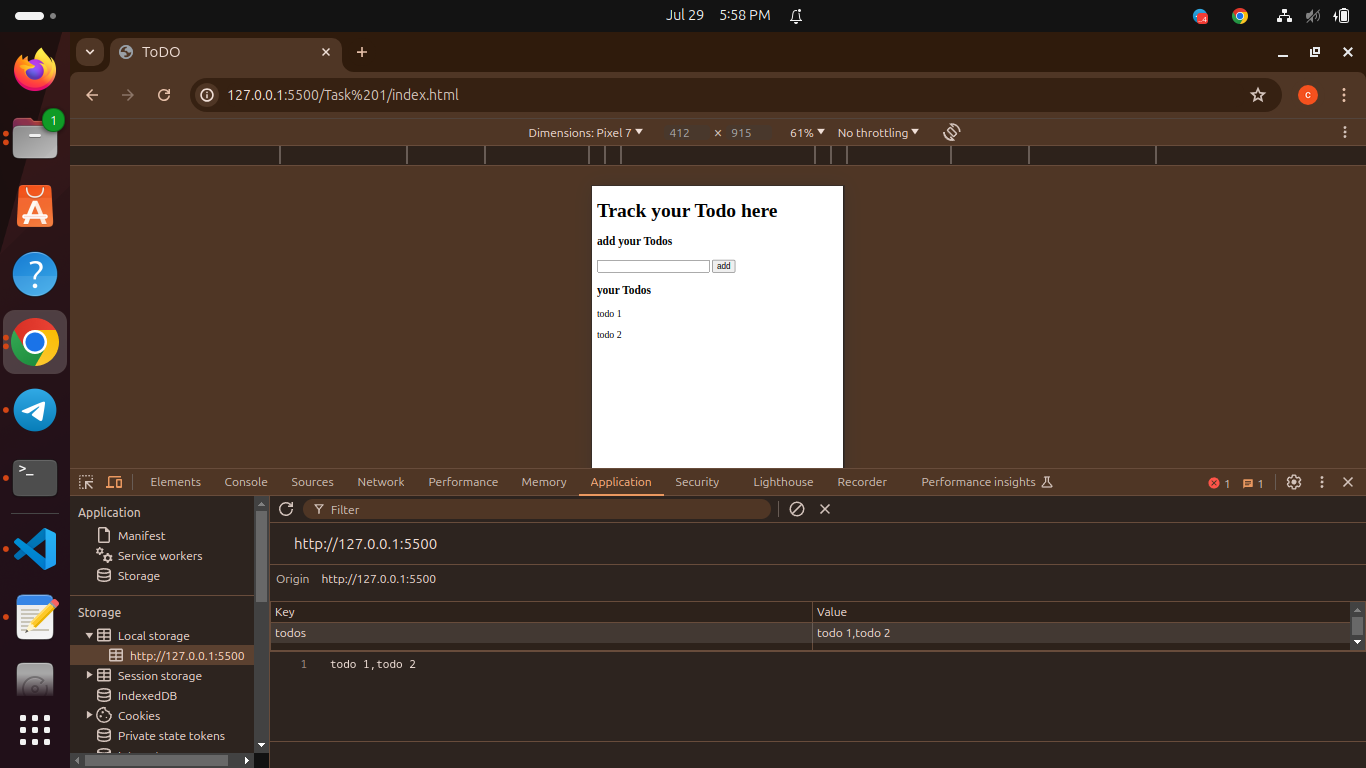 Jul 29 5:58 PM
4
1
ToDO
127.0.0.1:5500/Task%201/index.html
c
Dimensions: Pixel 7 412 × 915 61% No throttling
Track your Todo here
add your Todos
add
your Todos
todo 1
todo 2
Elements Console Sources Network Performance Memory Application Security Lighthouse Recorder Performance insights 1 1
Application
Manifest
Service workers
Storage
Storage
Local storage
http://127.0.0.1:5500
Session storage
IndexedDB
Cookies
Private state tokens
Filter
http://127.0.0.1:5500
Origin http://127.0.0.1:5500
Key Value
todos todo 1,todo 2
1 todo 1,todo 2